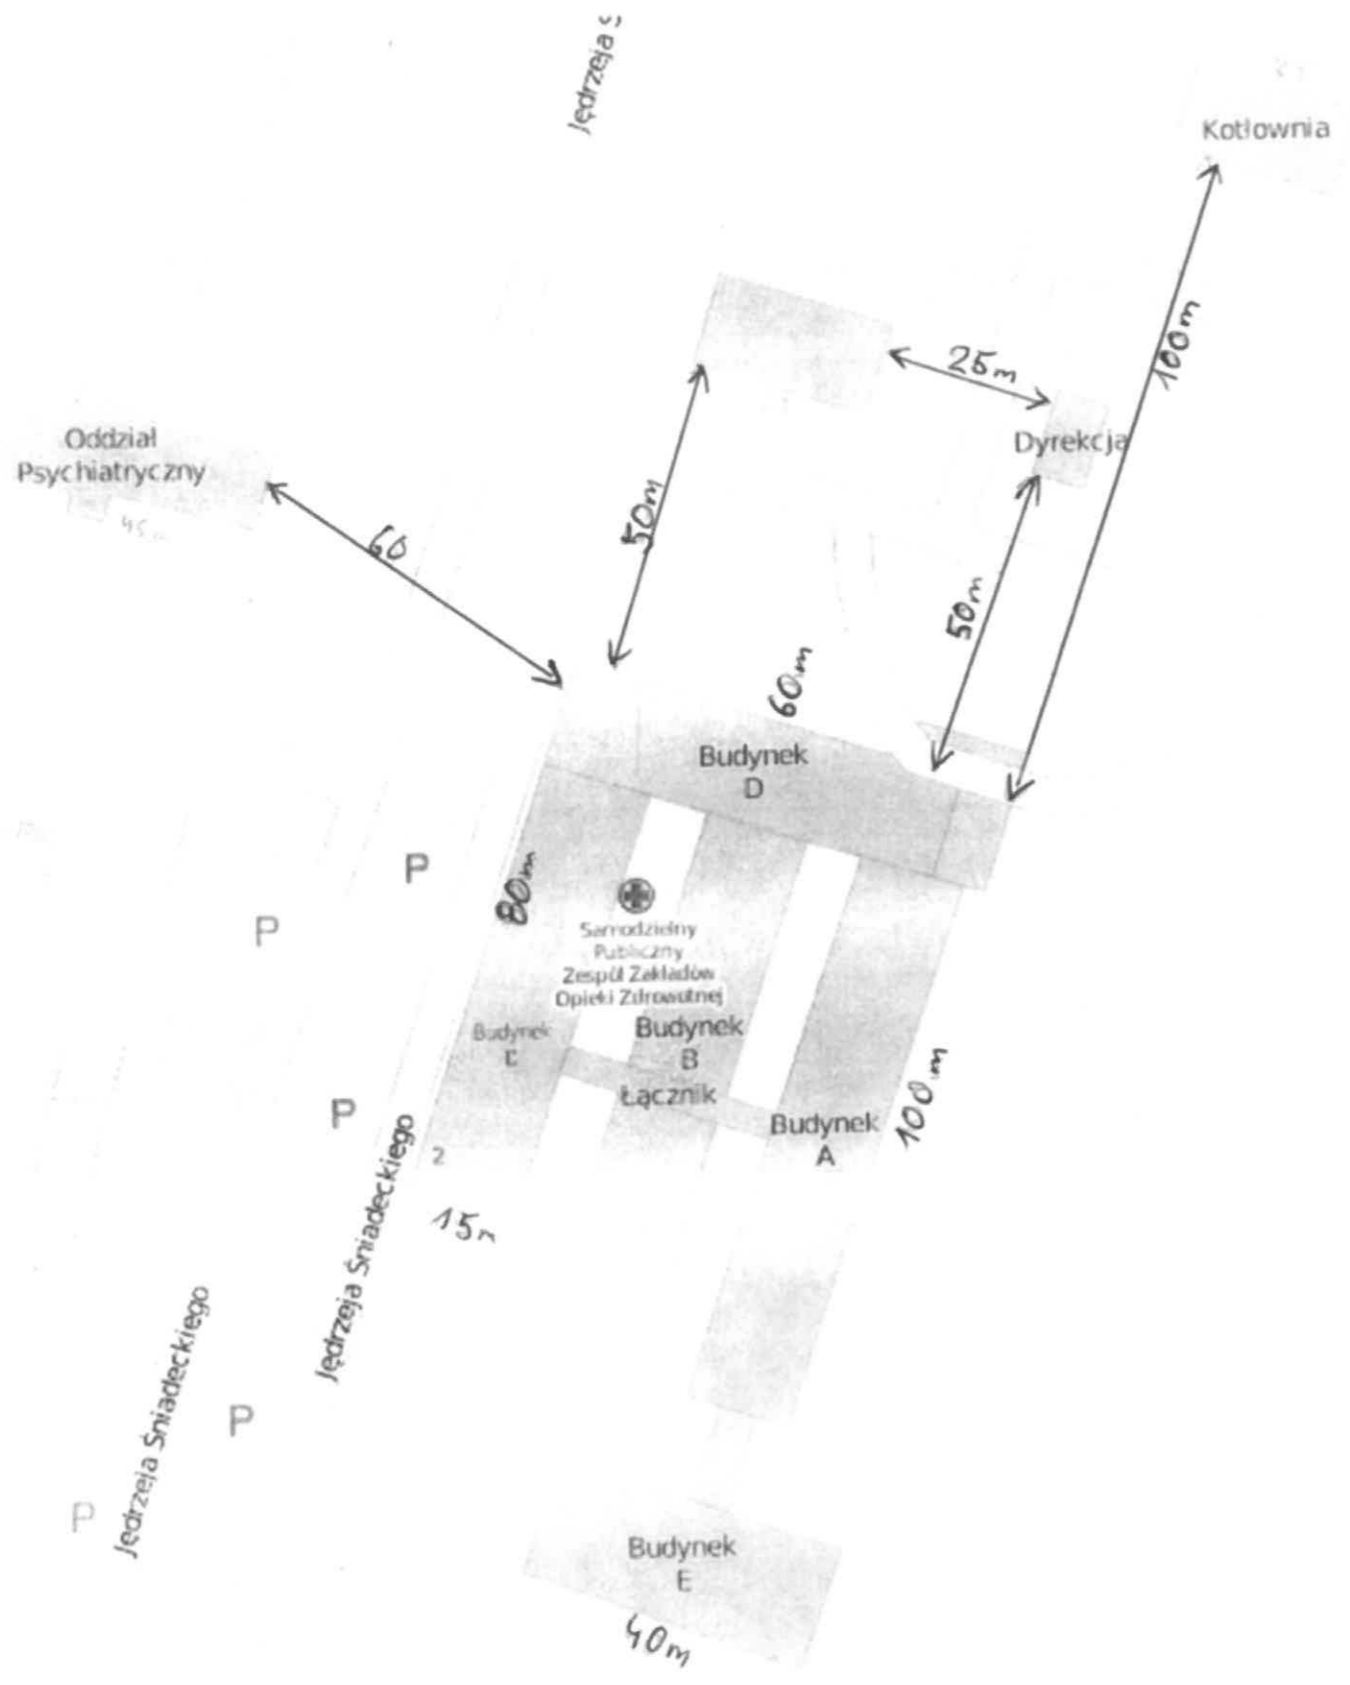 Jędrzeja Ś
Kotłownia
25m
100m
Dyrekcja
Oddział
Psychiatryczny
45m
60
50m
50m
60m
Budynek
D
P
80m
P
Samodzielny
Publiczny
Zespół Zakładów
Opieki Zdrowotnej
Budynek
C
Budynek
B
Łącznik
100m
Budynek
A
P
2
15m
Jędrzeja Śniadeckiego
Jędrzeja Śniadeckiego
P
P
Budynek
E
40m